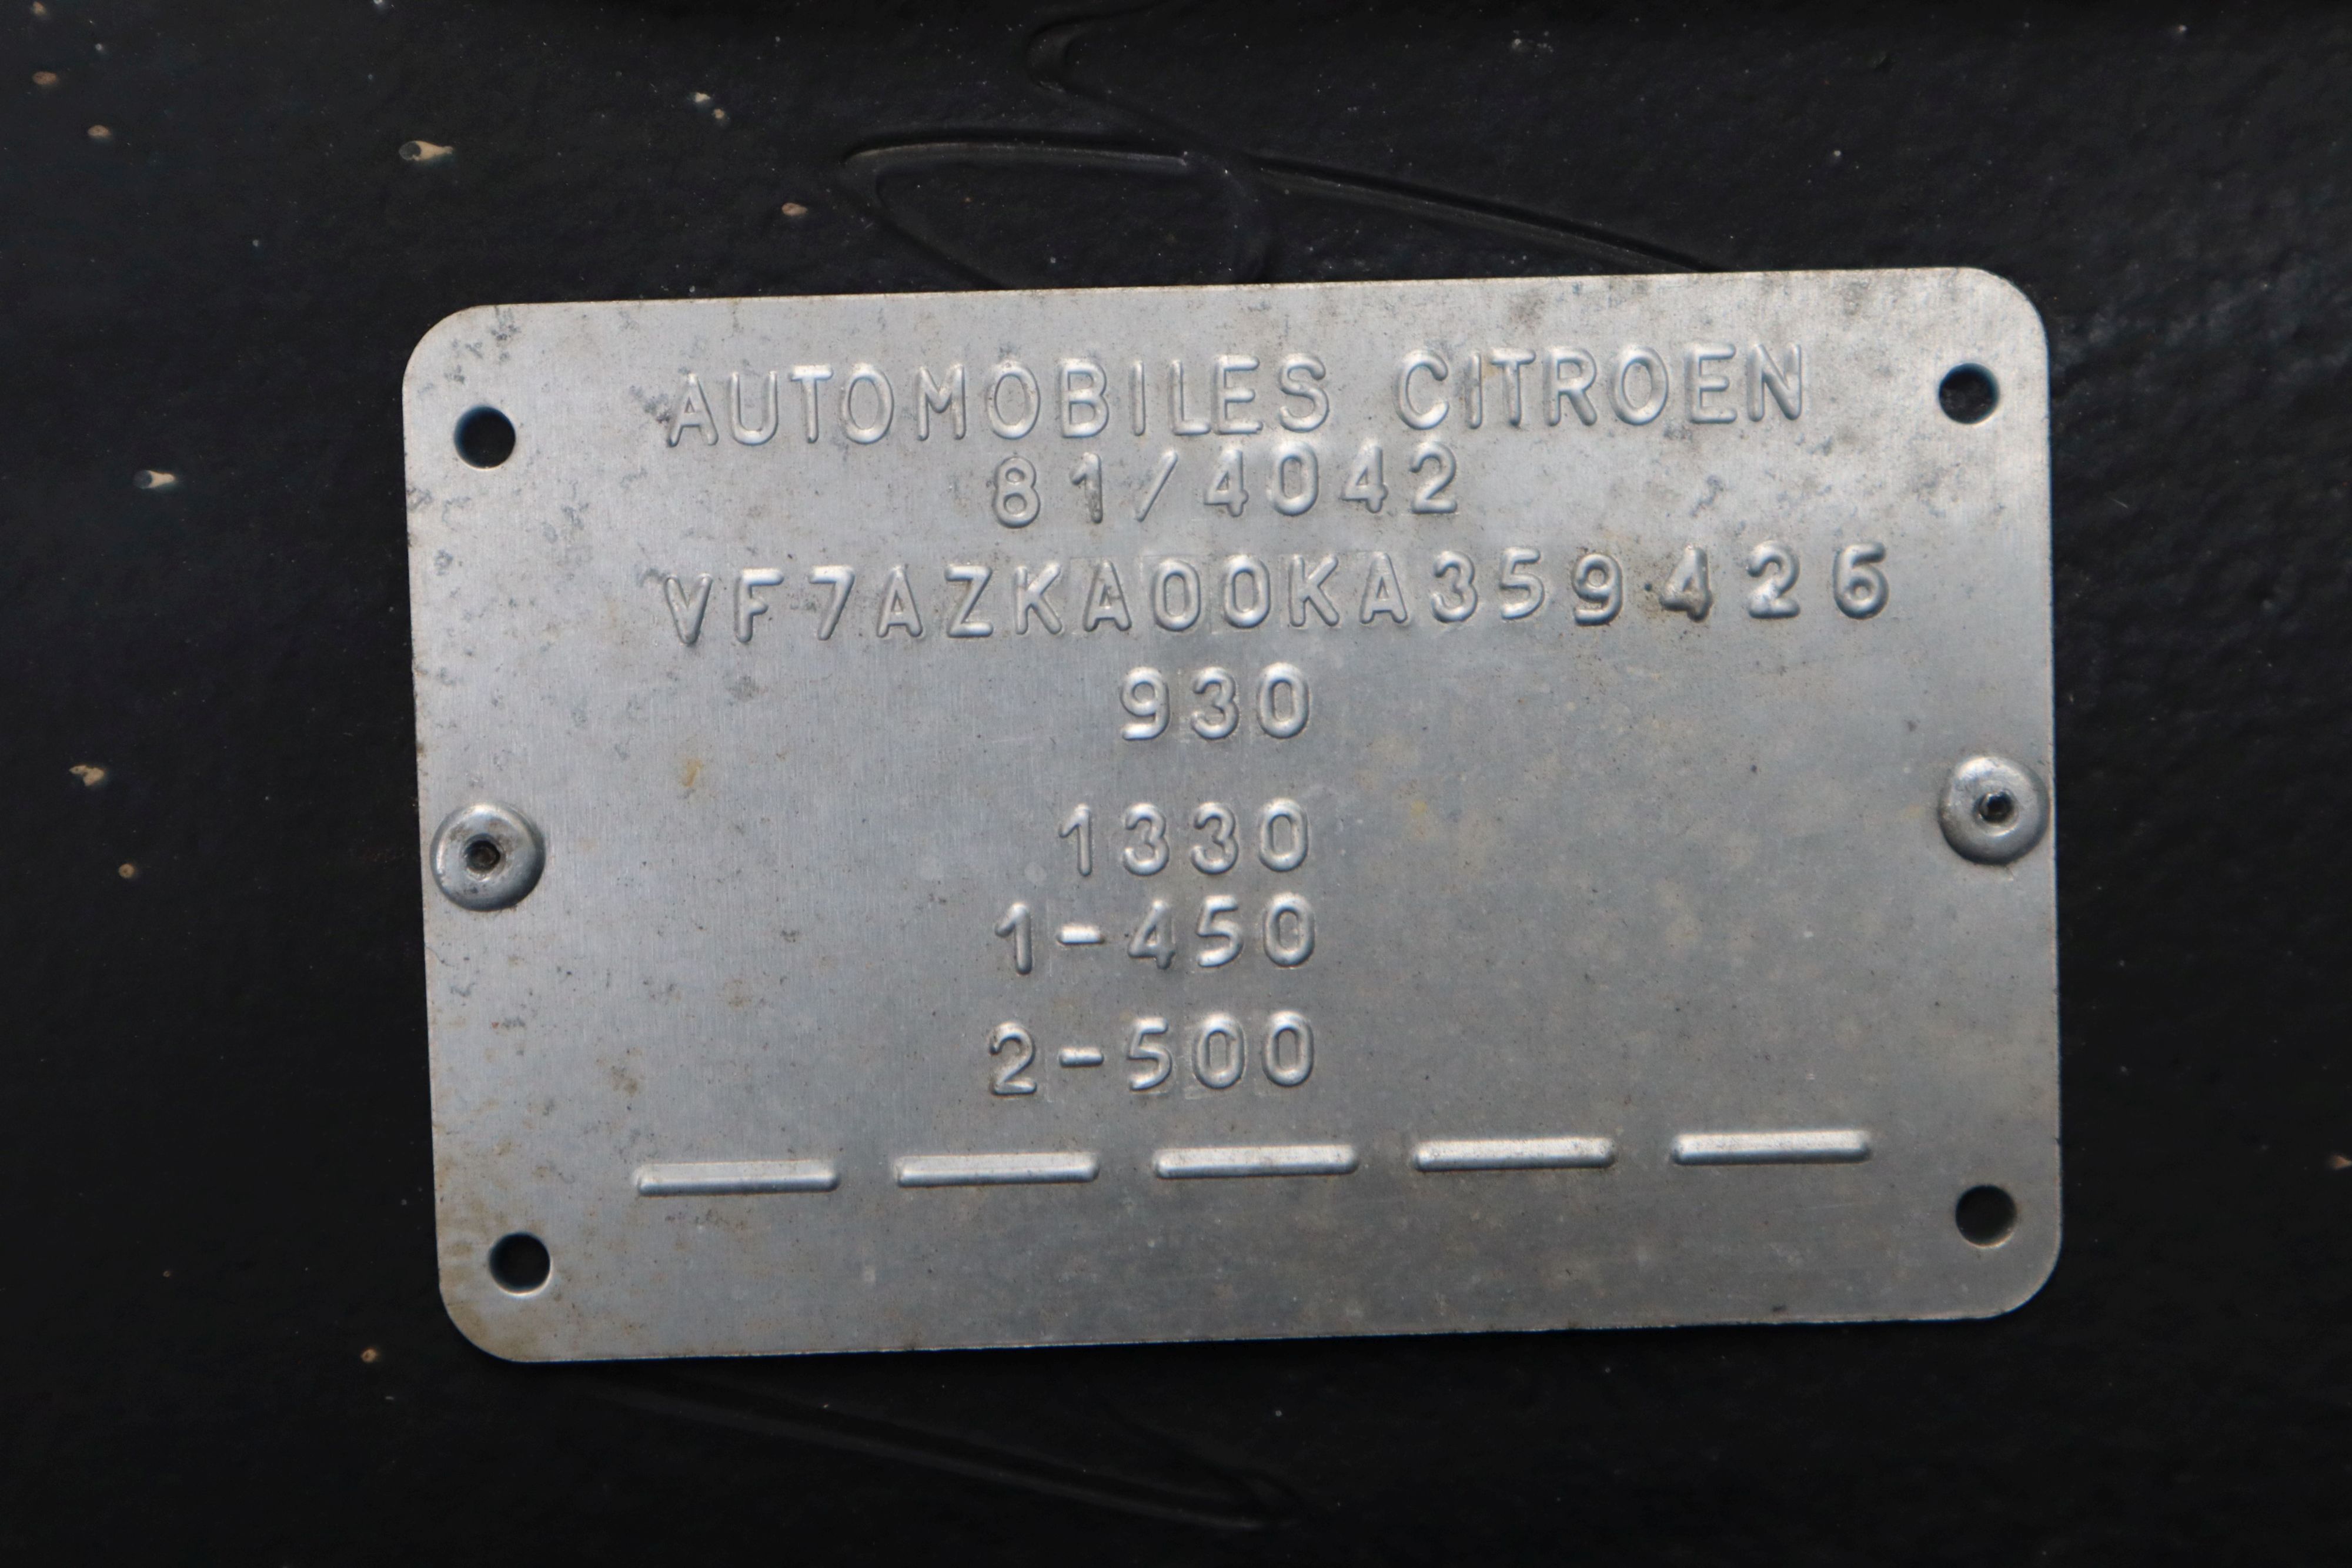 AUTOMOBILES CITROEN
81/4042
VF7AZKA00KA359426
930
1330
1-450
2-500